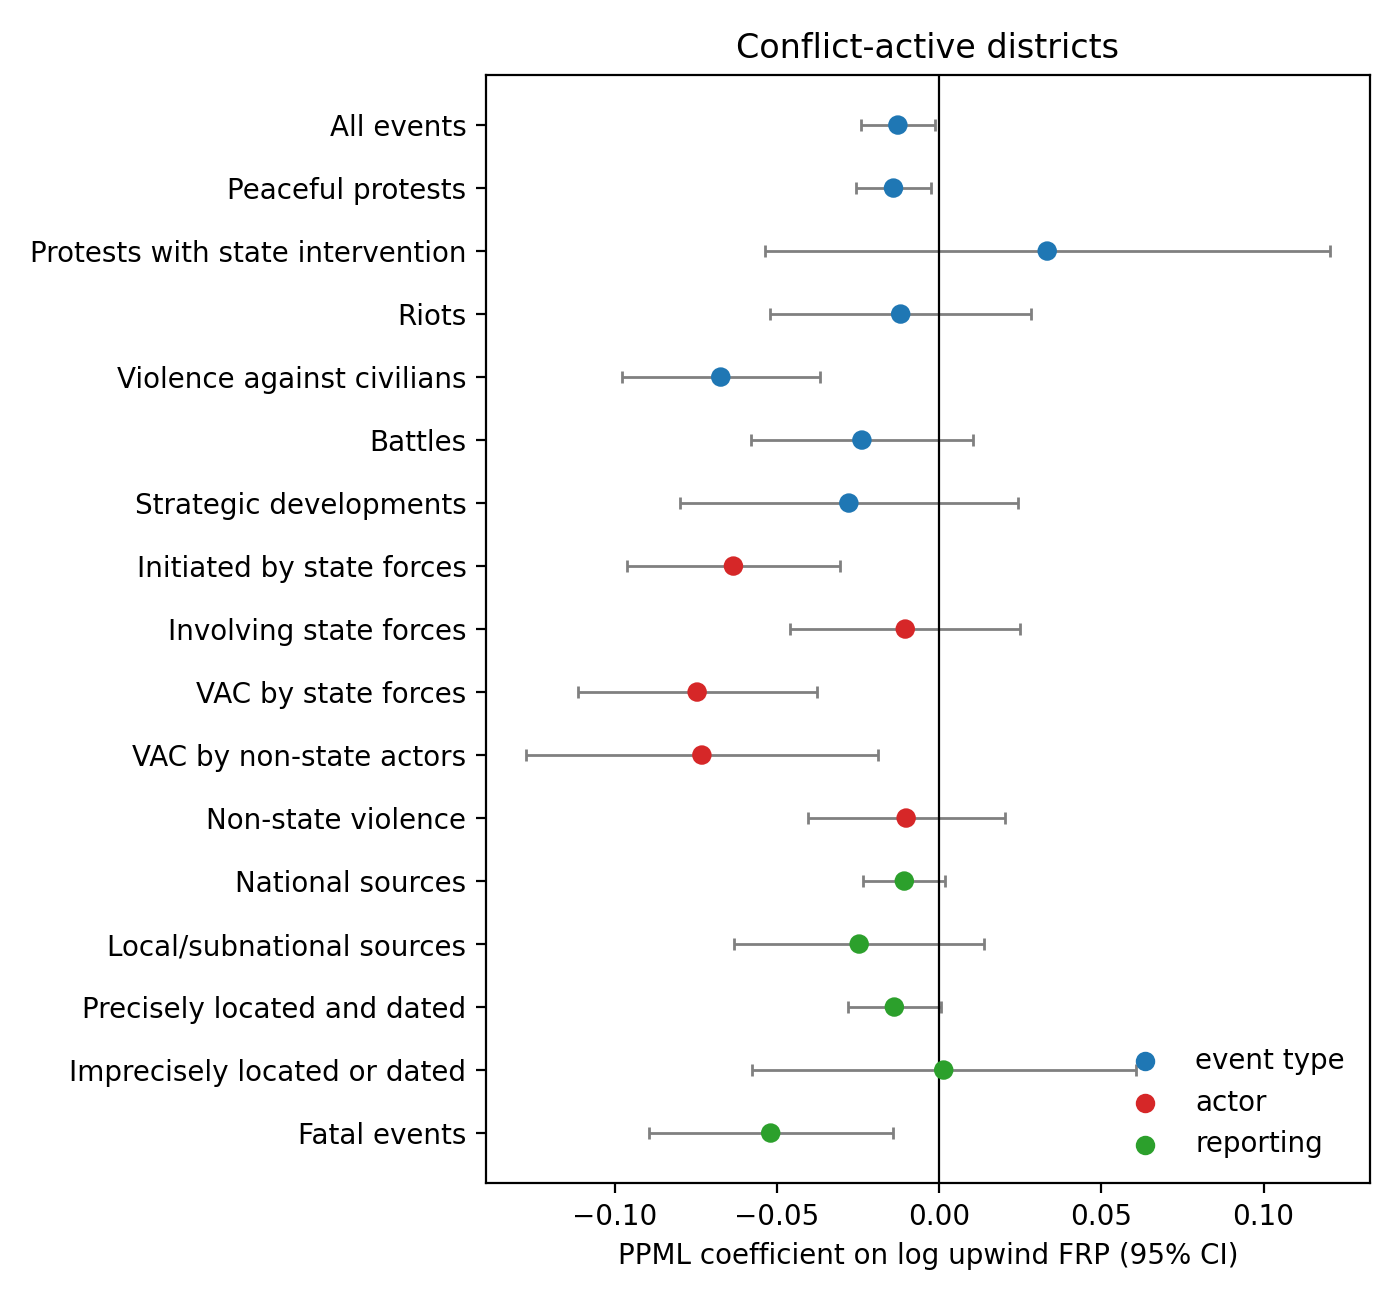 Conflict-active districts
All events
Peaceful protests
Protests with state intervention
Riots
Violence against civilians
Battles
Strategic developments
Initiated by state forces
Involving state forces
VAC by state forces
VAC by non-state actors
Non-state violence
National sources
Local/subnational sources
Precisely located and dated
Imprecisely located or dated
Fatal events
event type
actor
reporting
−0.10 −0.05 0.00 0.05 0.10
PPML coefficient on log upwind FRP (95% CI)